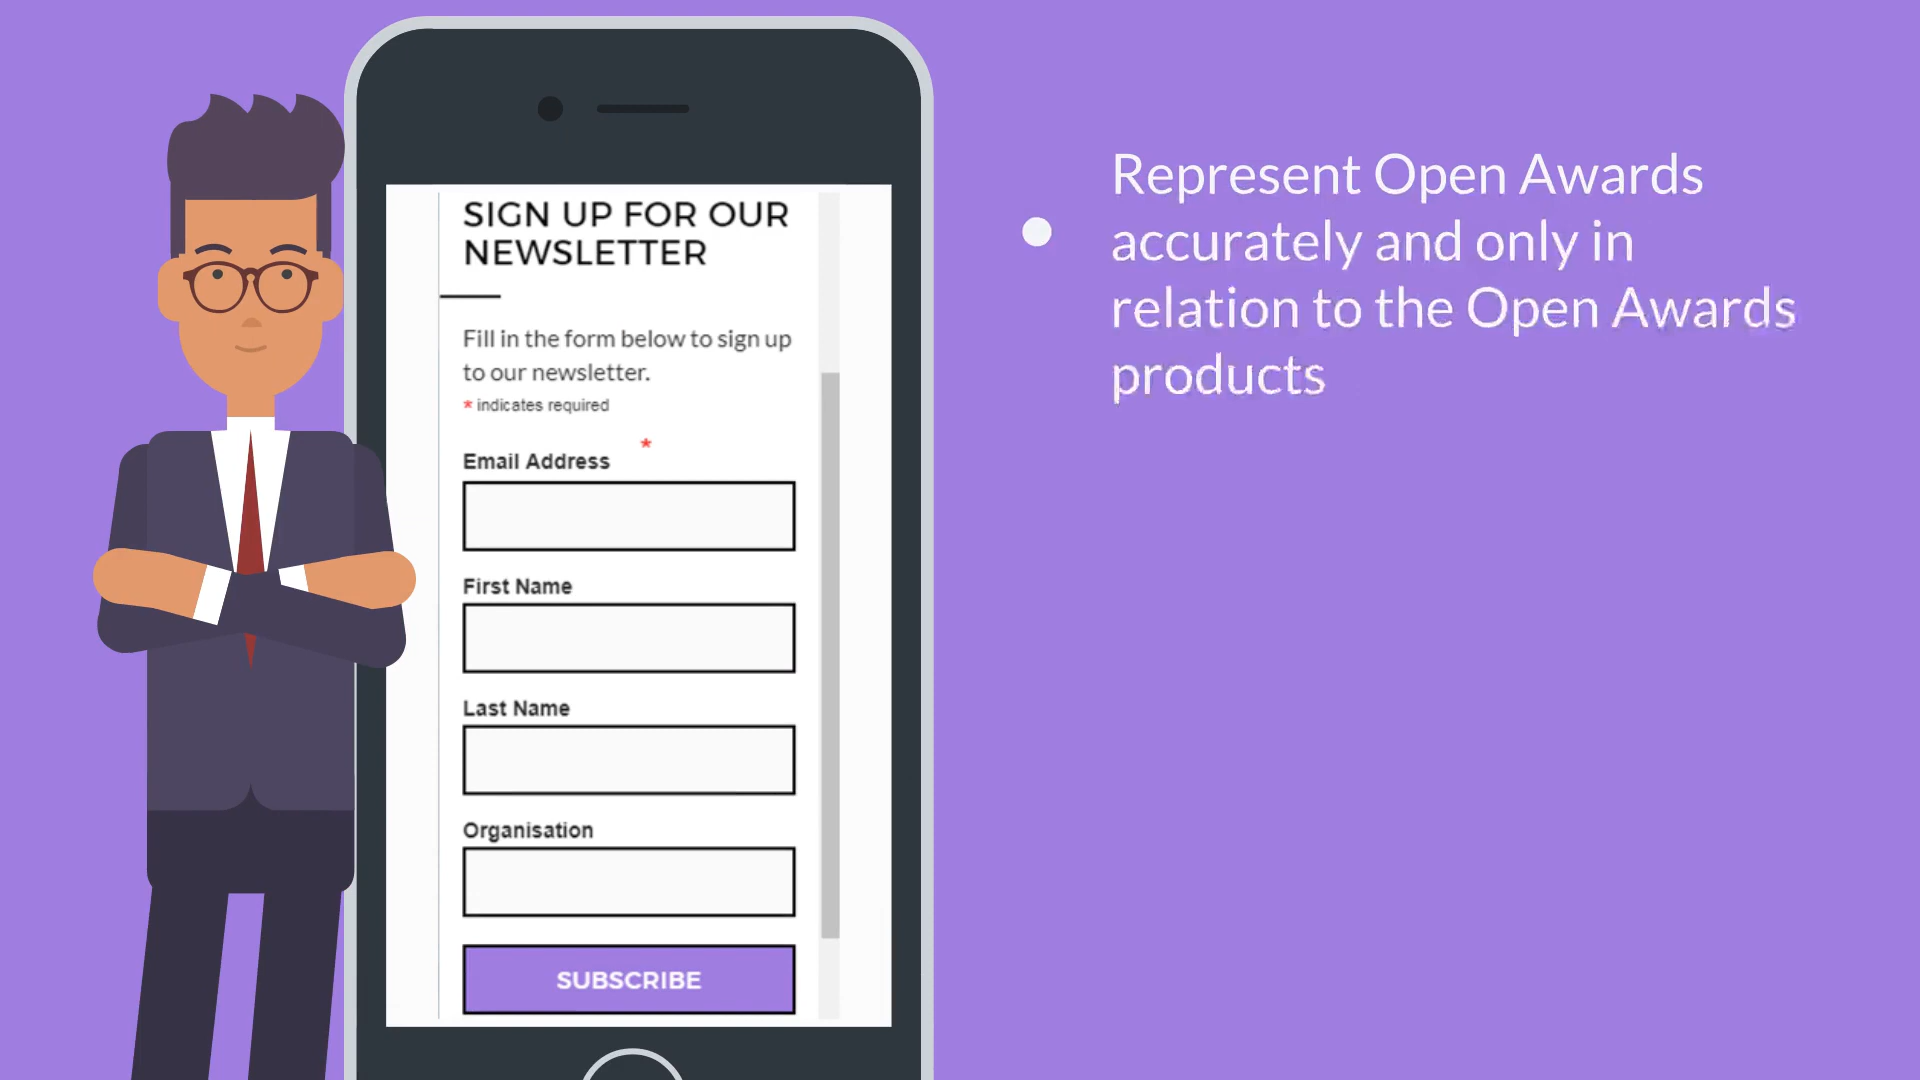 SIGN UP FOR OUR
NEWSLETTER
Fill in the form below to sign up
to our newsletter.
* indicates required
*
Email Address
First Name
Last Name
Organisation
SUBSCRIBE
Represent Open Awards
accurately and only in
relation to the Open Awards
products